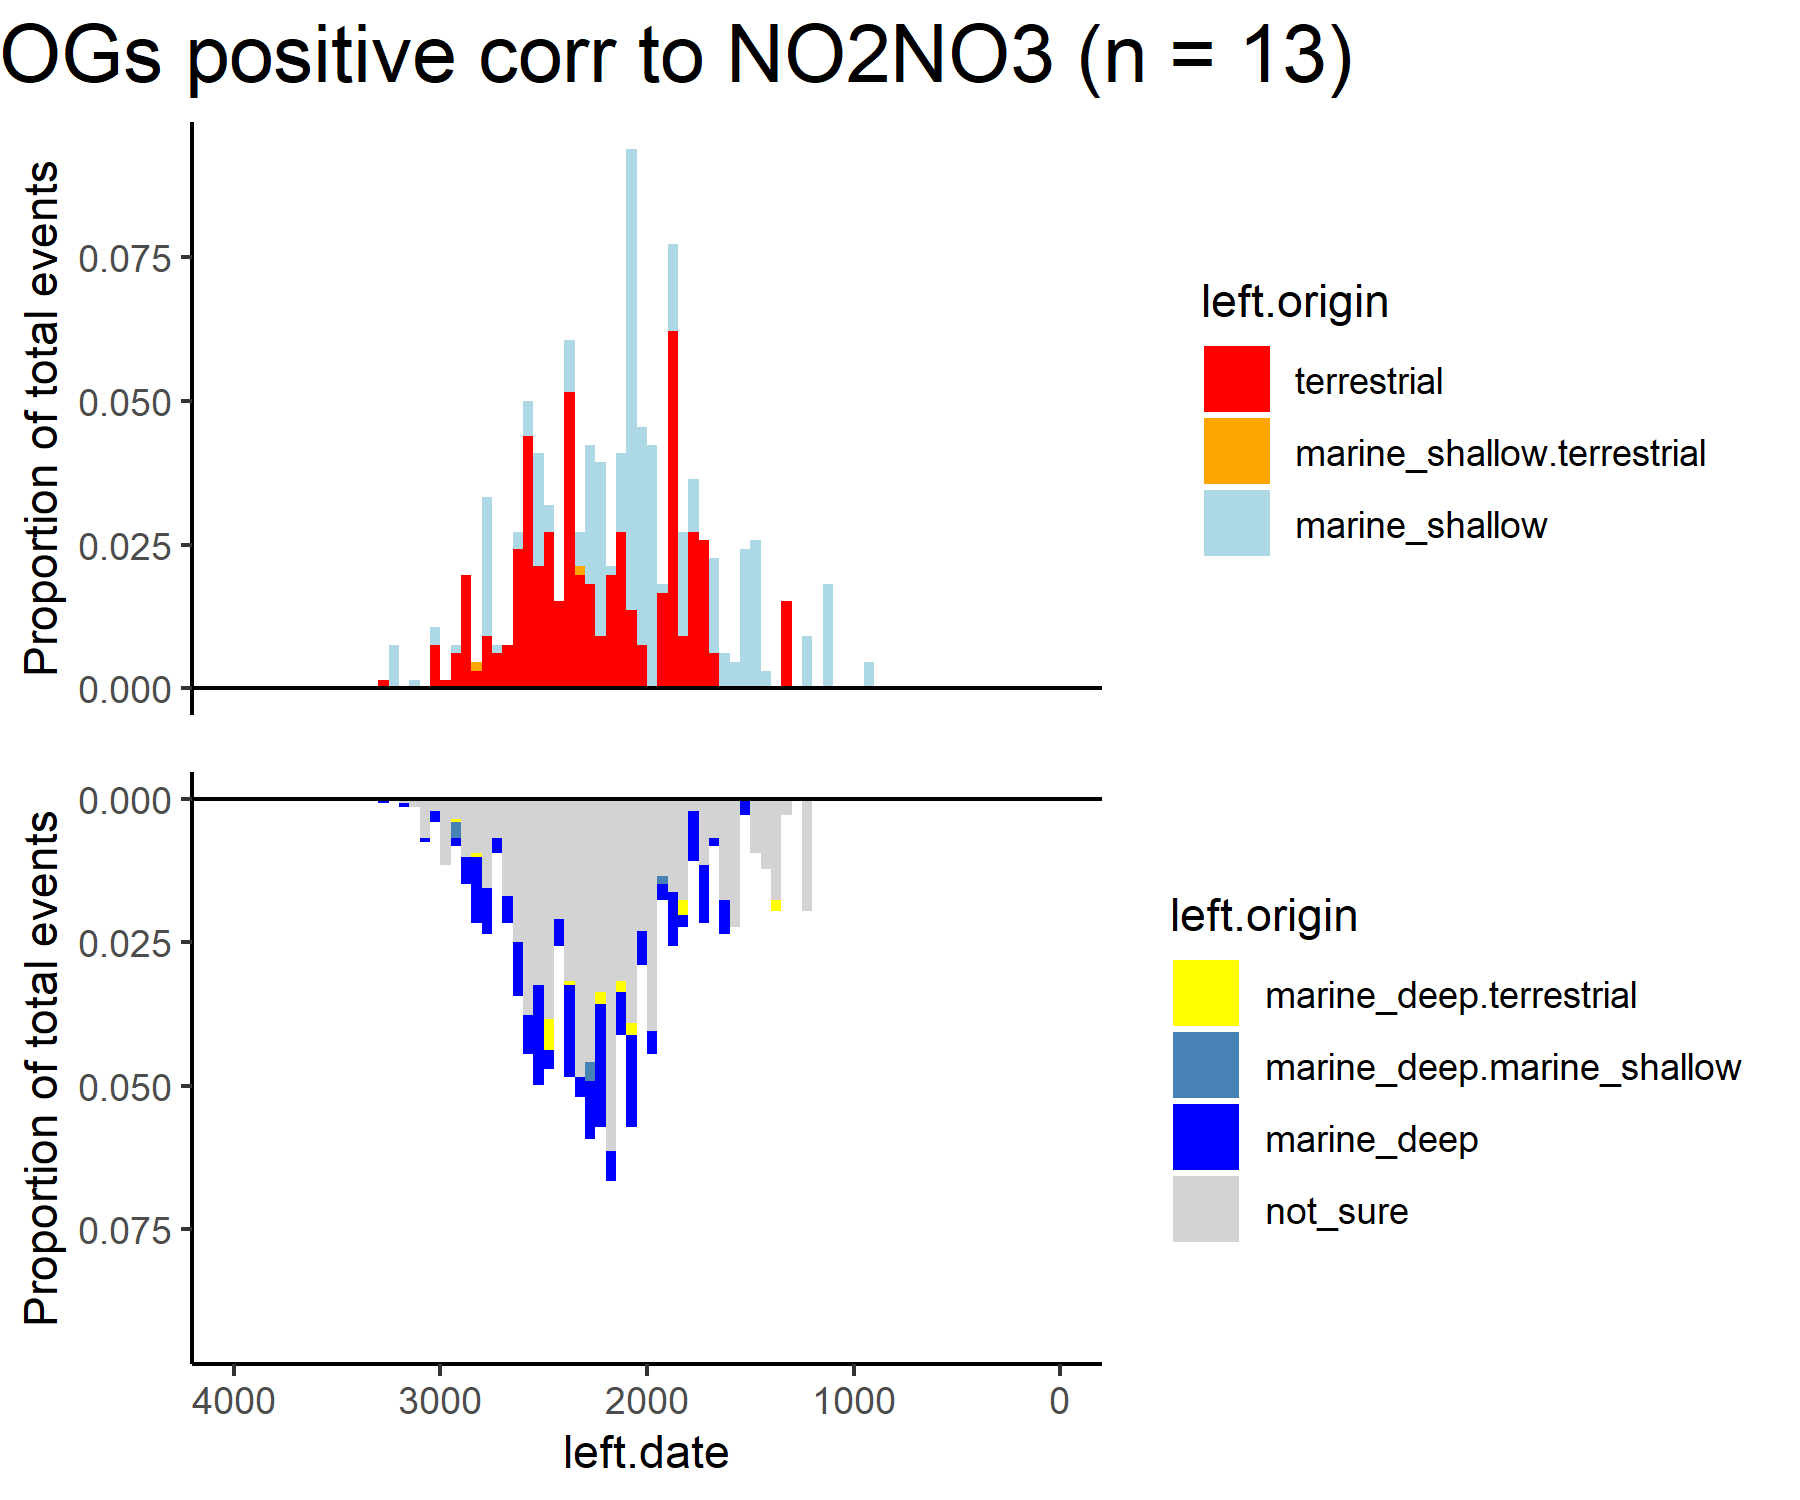 OGs positive corr to NO2NO3 (n = 13)
Proportion of total events
0.075
0.050
0.025
0.000
left.origin
terrestrial
marine_shallow.terrestrial
marine_shallow
Proportion of total events
0.000
0.025
0.050
0.075
4000 3000 2000 1000 0
left.date
left.origin
marine_deep.terrestrial
marine_deep.marine_shallow
marine_deep
not_sure